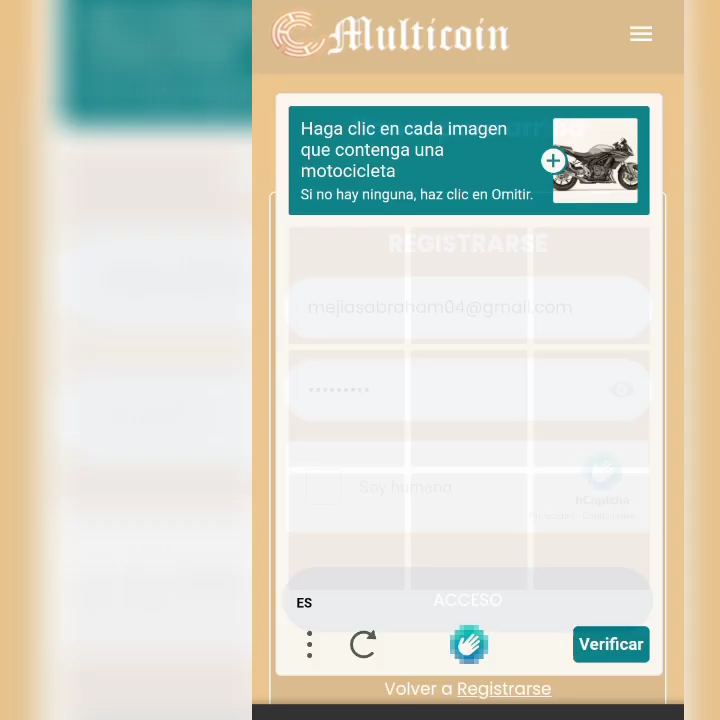 Multicoin
Haga clic en cada imagen
que contenga una
motocicleta
Si no hay ninguna, haz clic en Omitir.
REGISTRARSE
mejiasabraham04@gmail.com
•••••••••
Soy humano
hCaptcha
ACCESO
ES
Verificar
Volver a Registrarse